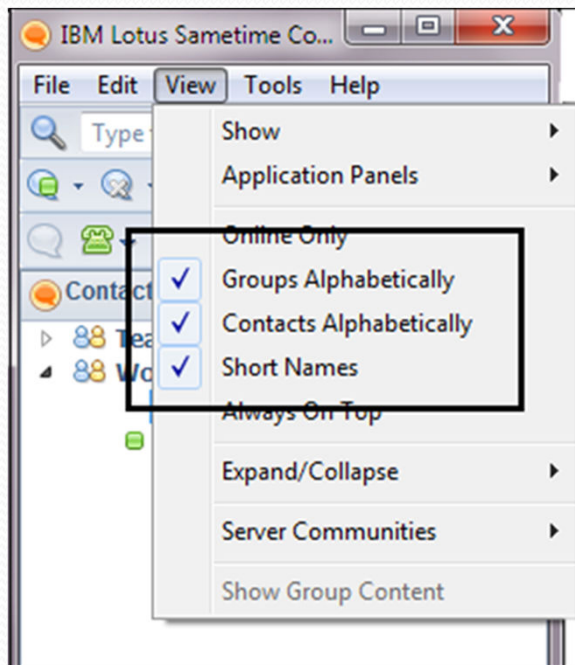 IBM Lotus Sametime Co...
File Edit View Tools Help
Type
Show
Application Panels
Online Only
Groups Alphabetically
Contacts Alphabetically
Short Names
Always On Top
Expand/Collapse
Server Communities
Show Group Content